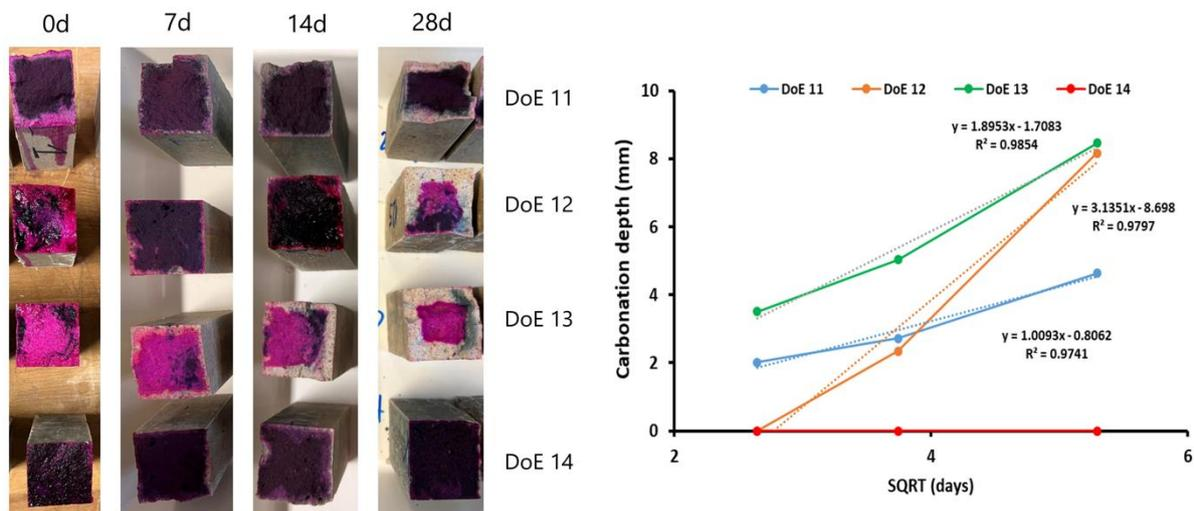 0d 7d 14d 28d
DoE 11
DoE 12
DoE 13
DoE 14
DoE 11 DoE 12 DoE 13 DoE 14
10
8
6
4
2
0
2 4 6
Carbonation depth (mm)
SQRT (days)
y = 1.8953x - 1.7083
R² = 0.9854
y = 3.1351x - 8.698
R² = 0.9797
y = 1.0093x - 0.8062
R² = 0.9741